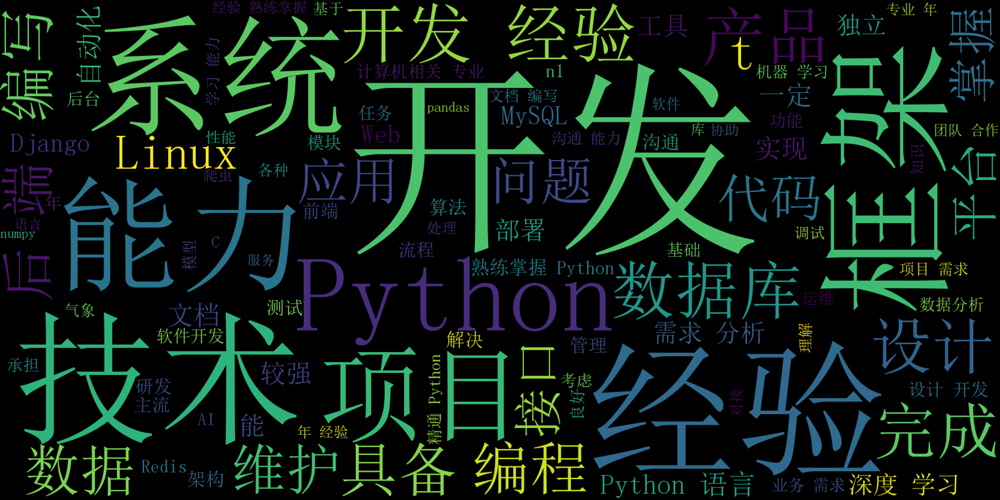 编写
自动化
后台
系统
经验 熟练掌握
基于
学习 能力
开发 经验
计算机相关 专业
工具
产品
t
n1
独立
专业 年
掌握
机器 学习
框架
Django
Linux
性能
模块
任务
pandas
Web
文档 编写
MySQL
软件
沟通 能力
沟通
库
协助
一定
功能
实现
团队 合作
知识
平台
后端
年
语言
numpy
爬虫
各种
能力
应用
前端
开发
问题
算法
处理
代码
部署
调试
模型
C
服务
流程
基础
熟练掌握 Python
Python
数据库
运维
项目 需求
数据分析
气象
文档
测试
软件开发
技术
解决
管理
需求 分析
理解
设计
承担
研发
主流
较强
项目
接口
考虑
良好
经验
对接
设计 开发
AI
能
年 经验
精通 Python
完成
数据
Redis
架构
维护
具备
编程
Python 语言
业务 需求
深度 学习